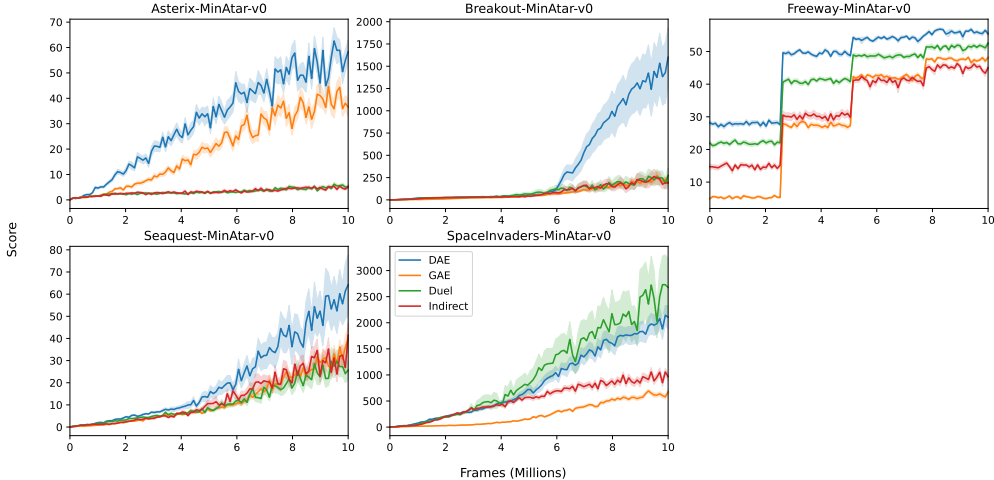 Asterix-MinAtar-v0
Breakout-MinAtar-v0
Freeway-MinAtar-v0
70
60
50
40
30
20
10
0
0 2 4 6 8 10
2000
1750
1500
1250
1000
750
500
250
0
0 2 4 6 8 10
50
40
30
20
10
0 2 4 6 8 10
Score
Seaquest-MinAtar-v0
SpaceInvaders-MinAtar-v0
80
70
60
50
40
30
20
10
0
0 2 4 6 8 10
3000
2500
2000
1500
1000
500
0
0 2 4 6 8 10
DAE
GAE
Duel
Indirect
Frames (Millions)